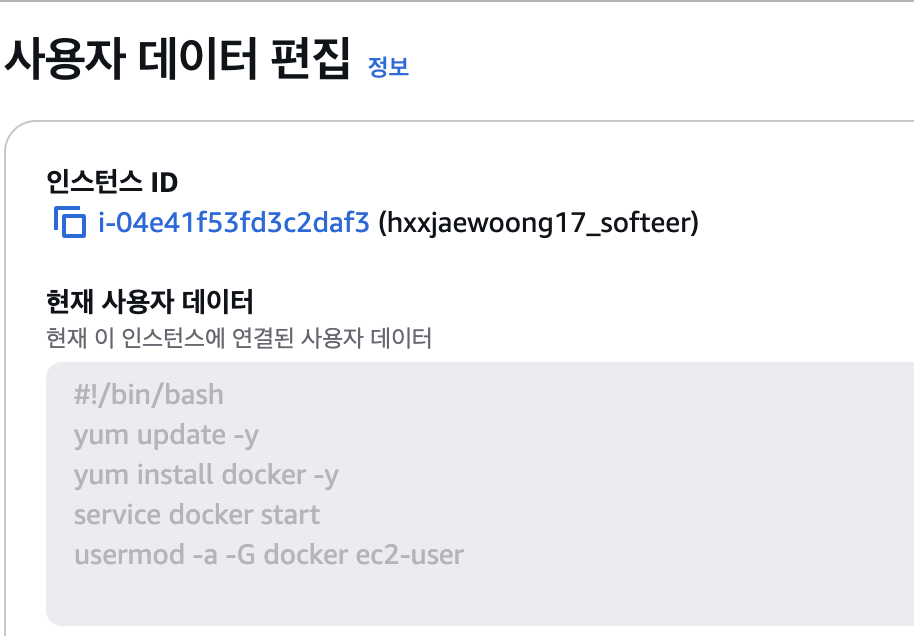 사용자 데이터 편집 정보
인스턴스 ID
i-04e41f53fd3c2daf3 (hxxjaewoong17_softeer)
현재 사용자 데이터
현재 이 인스턴스에 연결된 사용자 데이터
#!/bin/bash
yum update -y
yum install docker -y
service docker start
usermod -a -G docker ec2-user